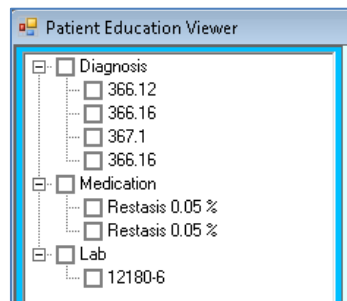 Patient Education Viewer
Diagnosis
366.12
366.16
367.1
366.16
Medication
Restasis 0.05 %
Restasis 0.05 %
Lab
12180-6